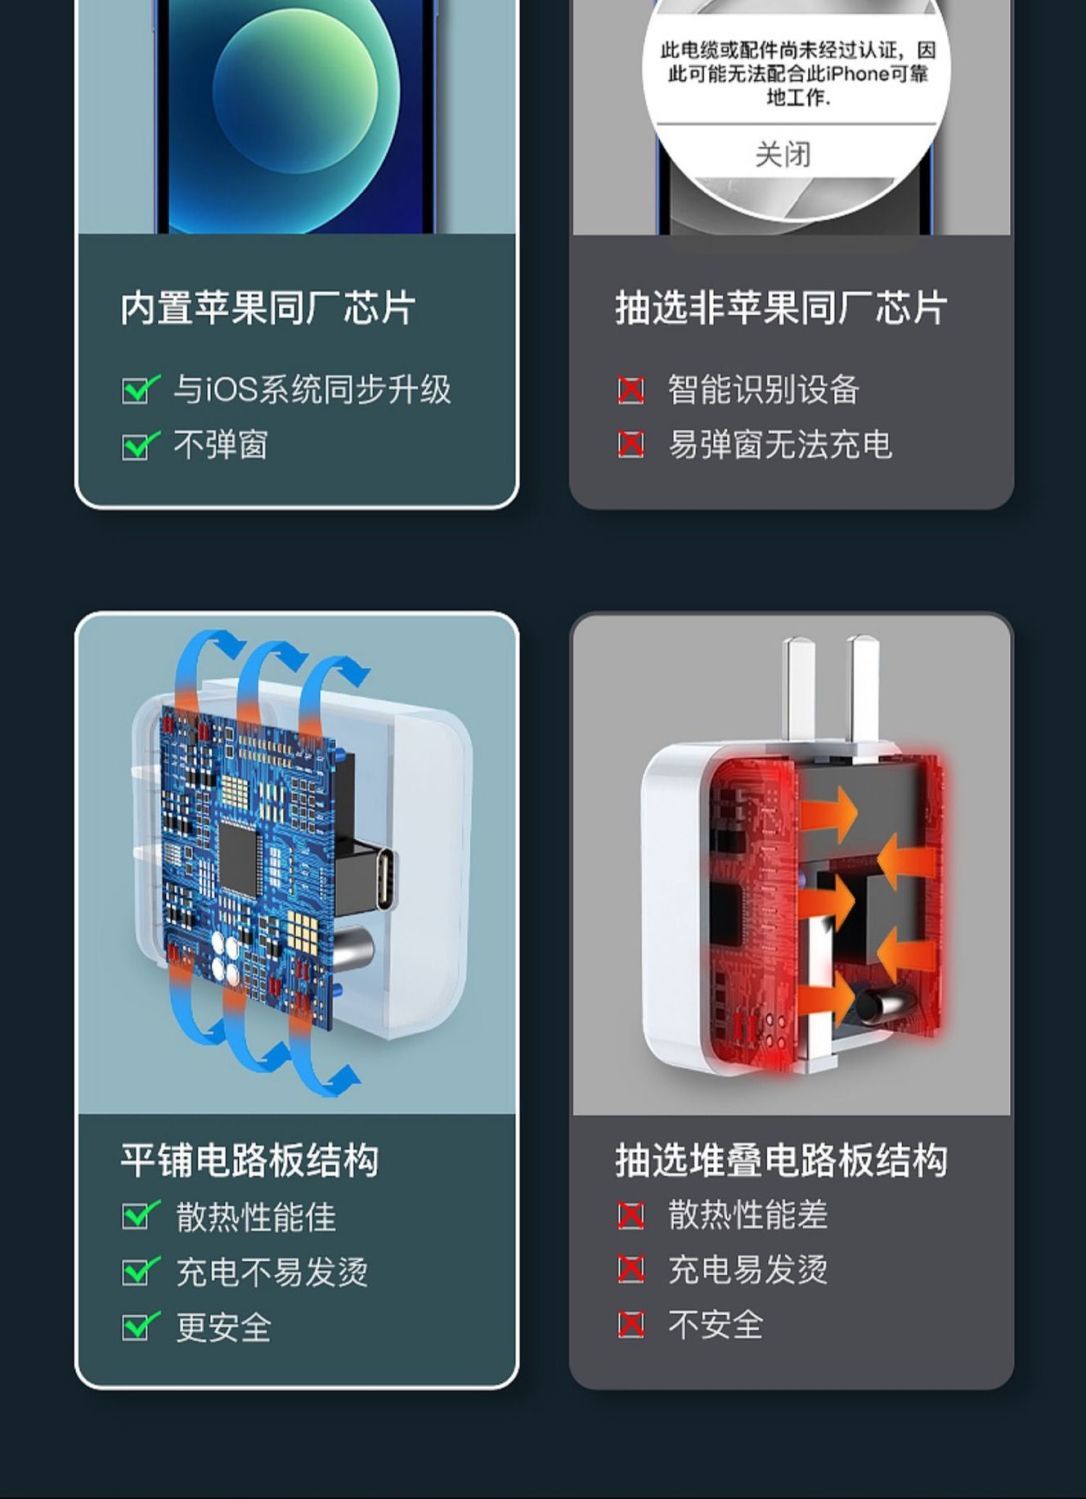 此电缆或配件尚未经过认证，因
此可能无法配合此iPhone可靠
地工作.
关闭
内置苹果同厂芯片
与iOS系统同步升级
不弹窗
抽选非苹果同厂芯片
智能识别设备
易弹窗无法充电
平铺电路板结构
散热性能佳
充电不易发烫
更安全
抽选堆叠电路板结构
散热性能差
充电易发烫
不安全